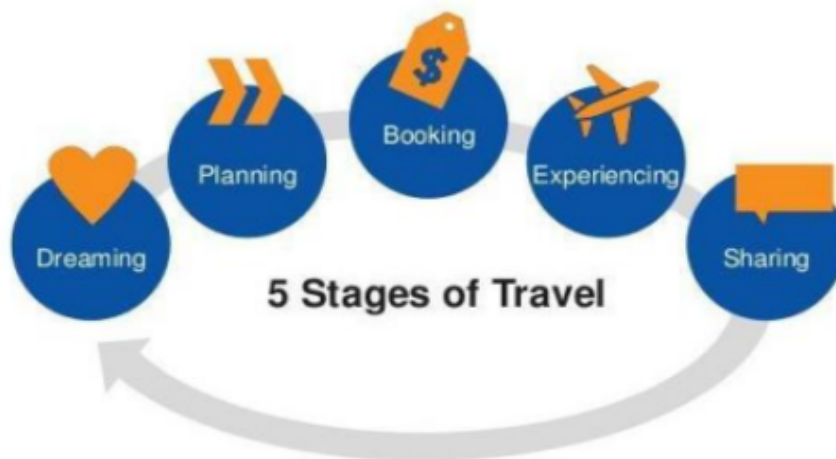 Dreaming
Planning
$
Booking
Experiencing
Sharing
5 Stages of Travel